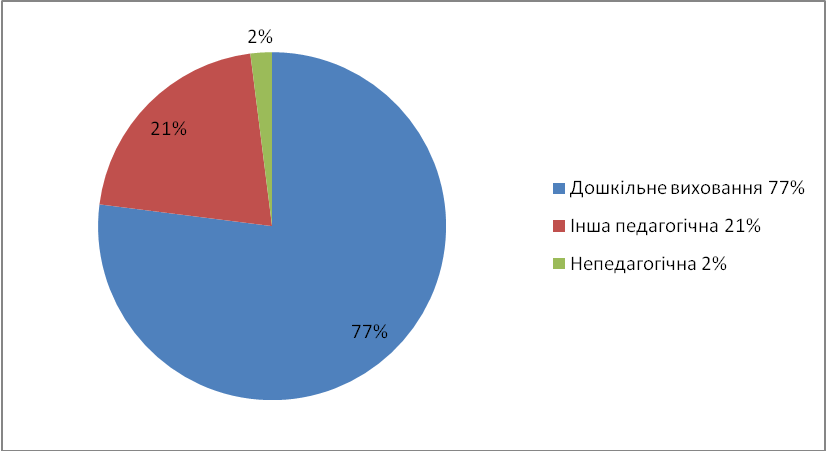 2%
21%
77%
Дошкільне виховання 77%
Інша педагогічна 21%
Непедагогічна 2%